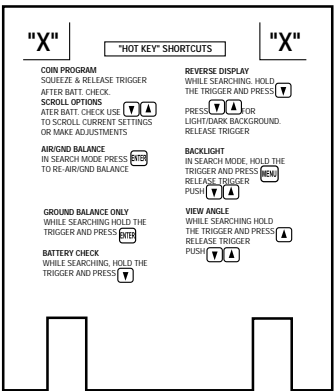 "X"
"X"
"HOT KEY" SHORTCUTS
COIN PROGRAM
SQUEEZE & RELEASE TRIGGER
AFTER BATT. CHECK.
SCROLL OPTIONS
ATER BATT. CHECK USE ▼ ▲
TO SCROLL CURRENT SETTINGS
OR MAKE ADJUSTMENTS
AIR/GND BALANCE
IN SEARCH MODE PRESS ENTER
TO RE-AIR/GND BALANCE
GROUND BALANCE ONLY
WHILE SEARCHING HOLD THE
TRIGGER AND PRESS ENTER
BATTERY CHECK
WHILE SEARCHING, HOLD THE
TRIGGER AND PRESS ▼
REVERSE DISPLAY
WHILE SEARCHING. HOLD
THE TRIGGER AND PRESS ▼
PRESS ▼ ▲ FOR
LIGHT/DARK BACKGROUND.
RELEASE TRIGGER
BACKLIGHT
IN SEARCH MODE, HOLD THE
TRIGGER AND PRESS MENU
RELEASE TRIGGER
PUSH ▼ ▲
VIEW ANGLE
WHILE SEARCHING HOLD
THE TRIGGER AND PRESS ▲
RELEASE TRIGGER
PUSH ▼ ▲